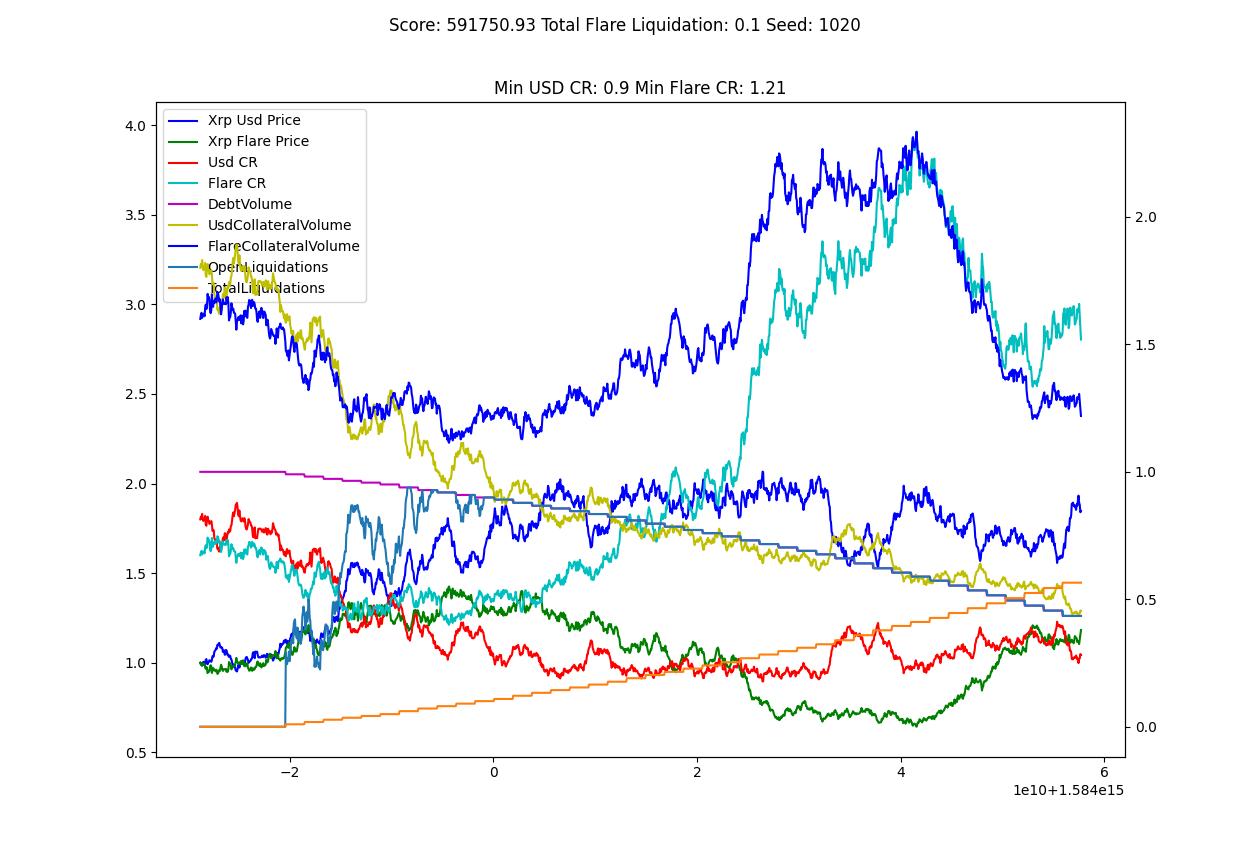 Score: 591750.93 Total Flare Liquidation: 0.1 Seed: 1020
Min USD CR: 0.9 Min Flare CR: 1.21
Xrp Usd Price
Xrp Flare Price
Usd CR
Flare CR
DebtVolume
UsdCollateralVolume
FlareCollateralVolume
OpenLiquidations
TotalLiquidations
4.0
3.5
3.0
2.5
2.0
1.5
1.0
0.5
2.0
1.5
1.0
0.5
0.0
−2 0 2 4 6
1e10+1.584e15